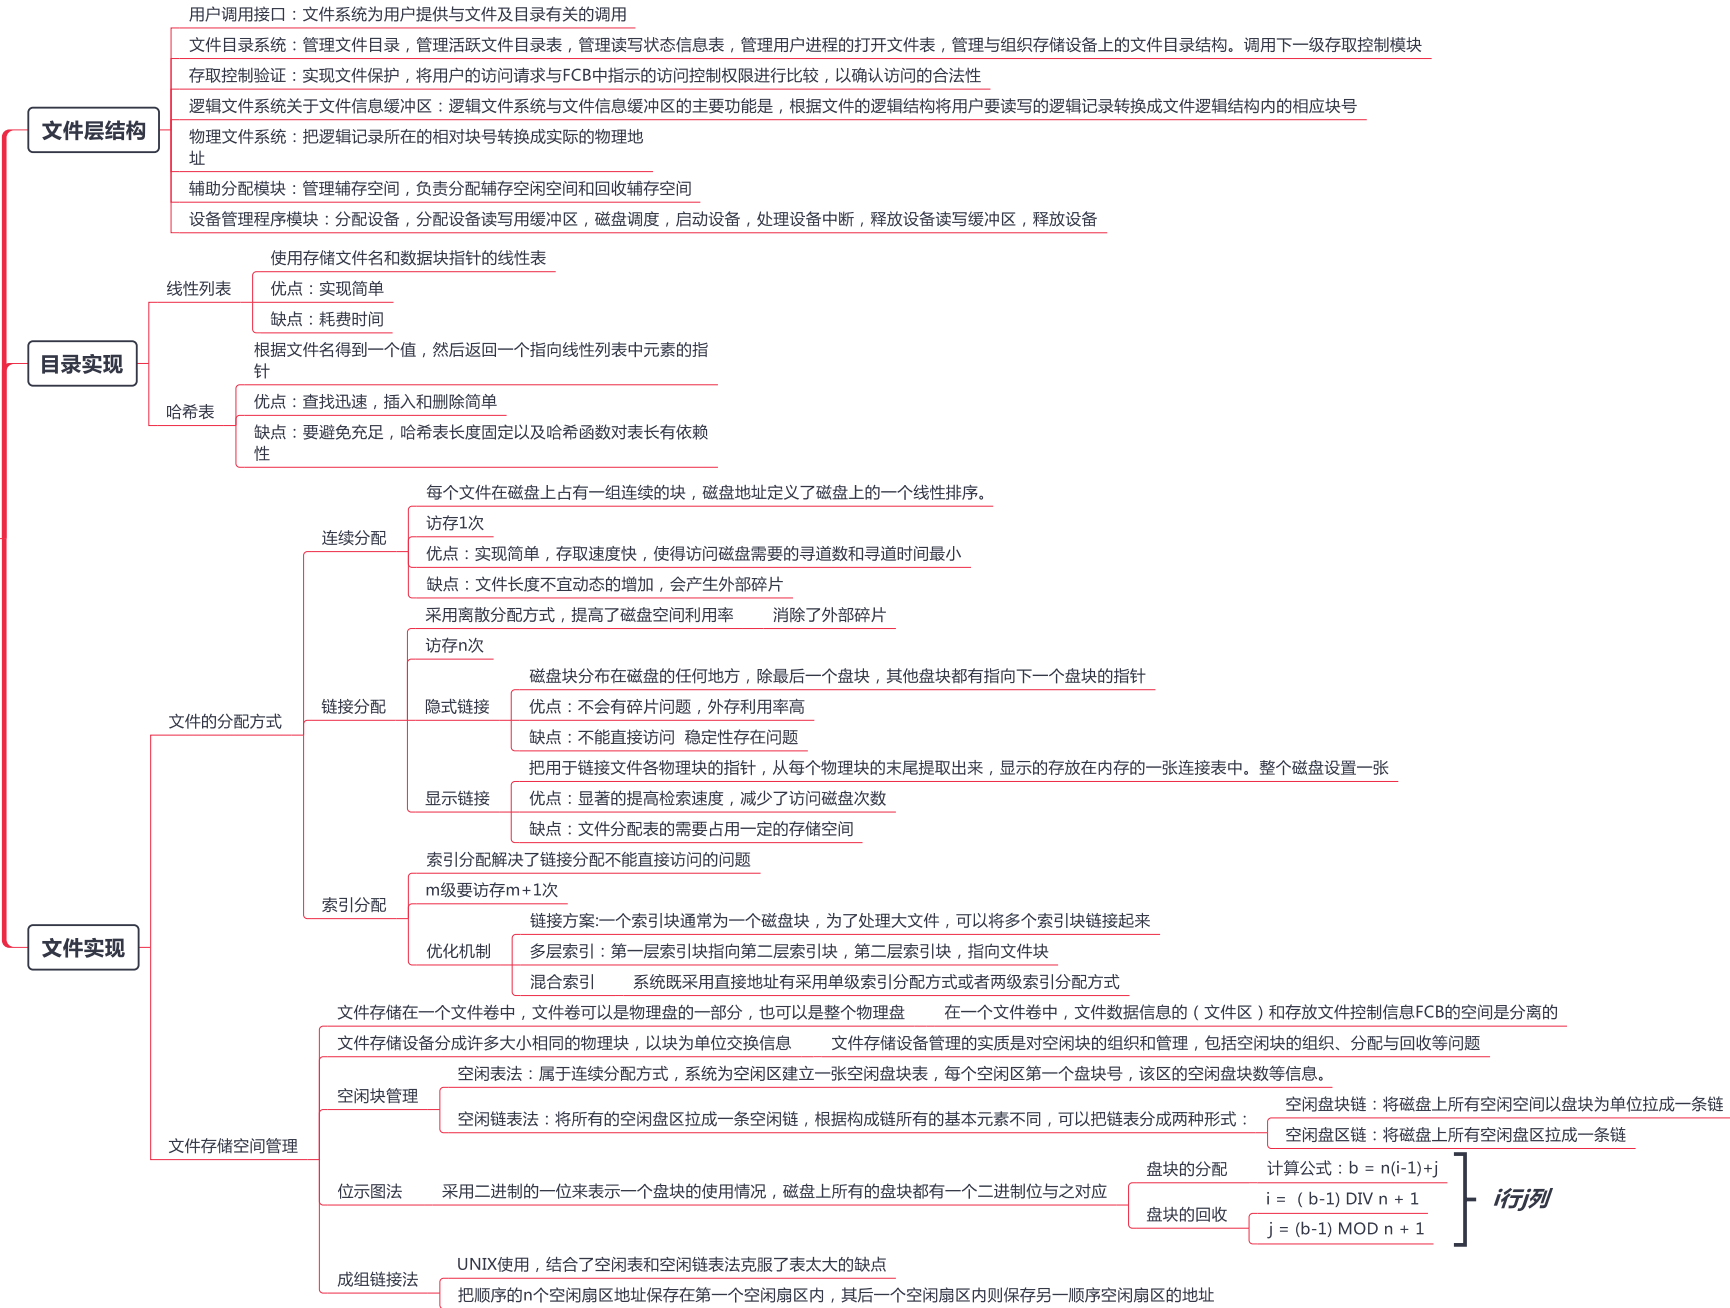 文件层结构
用户调用接口：文件系统为用户提供与文件及目录有关的调用
文件目录系统：管理文件目录，管理活跃文件目录表，管理读写状态信息表，管理用户进程的打开文件表，管理与组织存储设备上的文件目录结构。调用下一级存取控制模块
存取控制验证：实现文件保护，将用户的访问请求与FCB中指示的访问控制权限进行比较，以确认访问的合法性
逻辑文件系统关于文件信息缓冲区：逻辑文件系统与文件信息缓冲区的主要功能是，根据文件的逻辑结构将用户要读写的逻辑记录转换成文件逻辑结构内的相应块号
物理文件系统：把逻辑记录所在的相对块号转换成实际的物理地
址
辅助分配模块：管理辅存空间，负责分配辅存空闲空间和回收辅存空间
设备管理程序模块：分配设备，分配设备读写用缓冲区，磁盘调度，启动设备，处理设备中断，释放设备读写缓冲区，释放设备
目录实现
线性列表
使用存储文件名和数据块指针的线性表
优点：实现简单
缺点：耗费时间
哈希表
根据文件名得到一个值，然后返回一个指向线性列表中元素的指
针
优点：查找迅速，插入和删除简单
缺点：要避免充足，哈希表长度固定以及哈希函数对表长有依赖
性
文件实现
文件的分配方式
连续分配
每个文件在磁盘上占有一组连续的块，磁盘地址定义了磁盘上的一个线性排序。
访存1次
优点：实现简单，存取速度快，使得访问磁盘需要的寻道数和寻道时间最小
缺点：文件长度不宜动态的增加，会产生外部碎片
链接分配
采用离散分配方式，提高了磁盘空间利用率 消除了外部碎片
访存n次
隐式链接
磁盘块分布在磁盘的任何地方，除最后一个盘块，其他盘块都有指向下一个盘块的指针
优点：不会有碎片问题，外存利用率高
缺点：不能直接访问 稳定性存在问题
显示链接
把用于链接文件各物理块的指针，从每个物理块的末尾提取出来，显示的存放在内存的一张连接表中。整个磁盘设置一张
优点：显著的提高检索速度，减少了访问磁盘次数
缺点：文件分配表的需要占用一定的存储空间
索引分配
索引分配解决了链接分配不能直接访问的问题
m级要访存m+1次
优化机制
链接方案:一个索引块通常为一个磁盘块，为了处理大文件，可以将多个索引块链接起来
多层索引：第一层索引块指向第二层索引块，第二层索引块，指向文件块
混合索引 系统既采用直接地址有采用单级索引分配方式或者两级索引分配方式
文件存储空间管理
文件存储在一个文件卷中，文件卷可以是物理盘的一部分，也可以是整个物理盘 在一个文件卷中，文件数据信息的（文件区）和存放文件控制信息FCB的空间是分离的
文件存储设备分成许多大小相同的物理块，以块为单位交换信息 文件存储设备管理的实质是对空闲块的组织和管理，包括空闲块的组织、分配与回收等问题
空闲块管理
空闲表法：属于连续分配方式，系统为空闲区建立一张空闲盘块表，每个空闲区第一个盘块号，该区的空闲盘块数等信息。
空闲链表法：将所有的空闲盘区拉成一条空闲链，根据构成链所有的基本元素不同，可以把链表分成两种形式：
空闲盘块链：将磁盘上所有空闲空间以盘块为单位拉成一条链
空闲盘区链：将磁盘上所有空闲盘区拉成一条链
位示图法 采用二进制的一位来表示一个盘块的使用情况，磁盘上所有的盘块都有一个二进制位与之对应
盘块的分配 计算公式：b = n(i-1)+j
盘块的回收
i = （ b-1) DIV n + 1
j = (b-1) MOD n + 1
i行j列
成组链接法
UNIX使用，结合了空闲表和空闲链表法克服了表太大的缺点
把顺序的n个空闲扇区地址保存在第一个空闲扇区内，其后一个空闲扇区内则保存另一顺序空闲扇区的地址